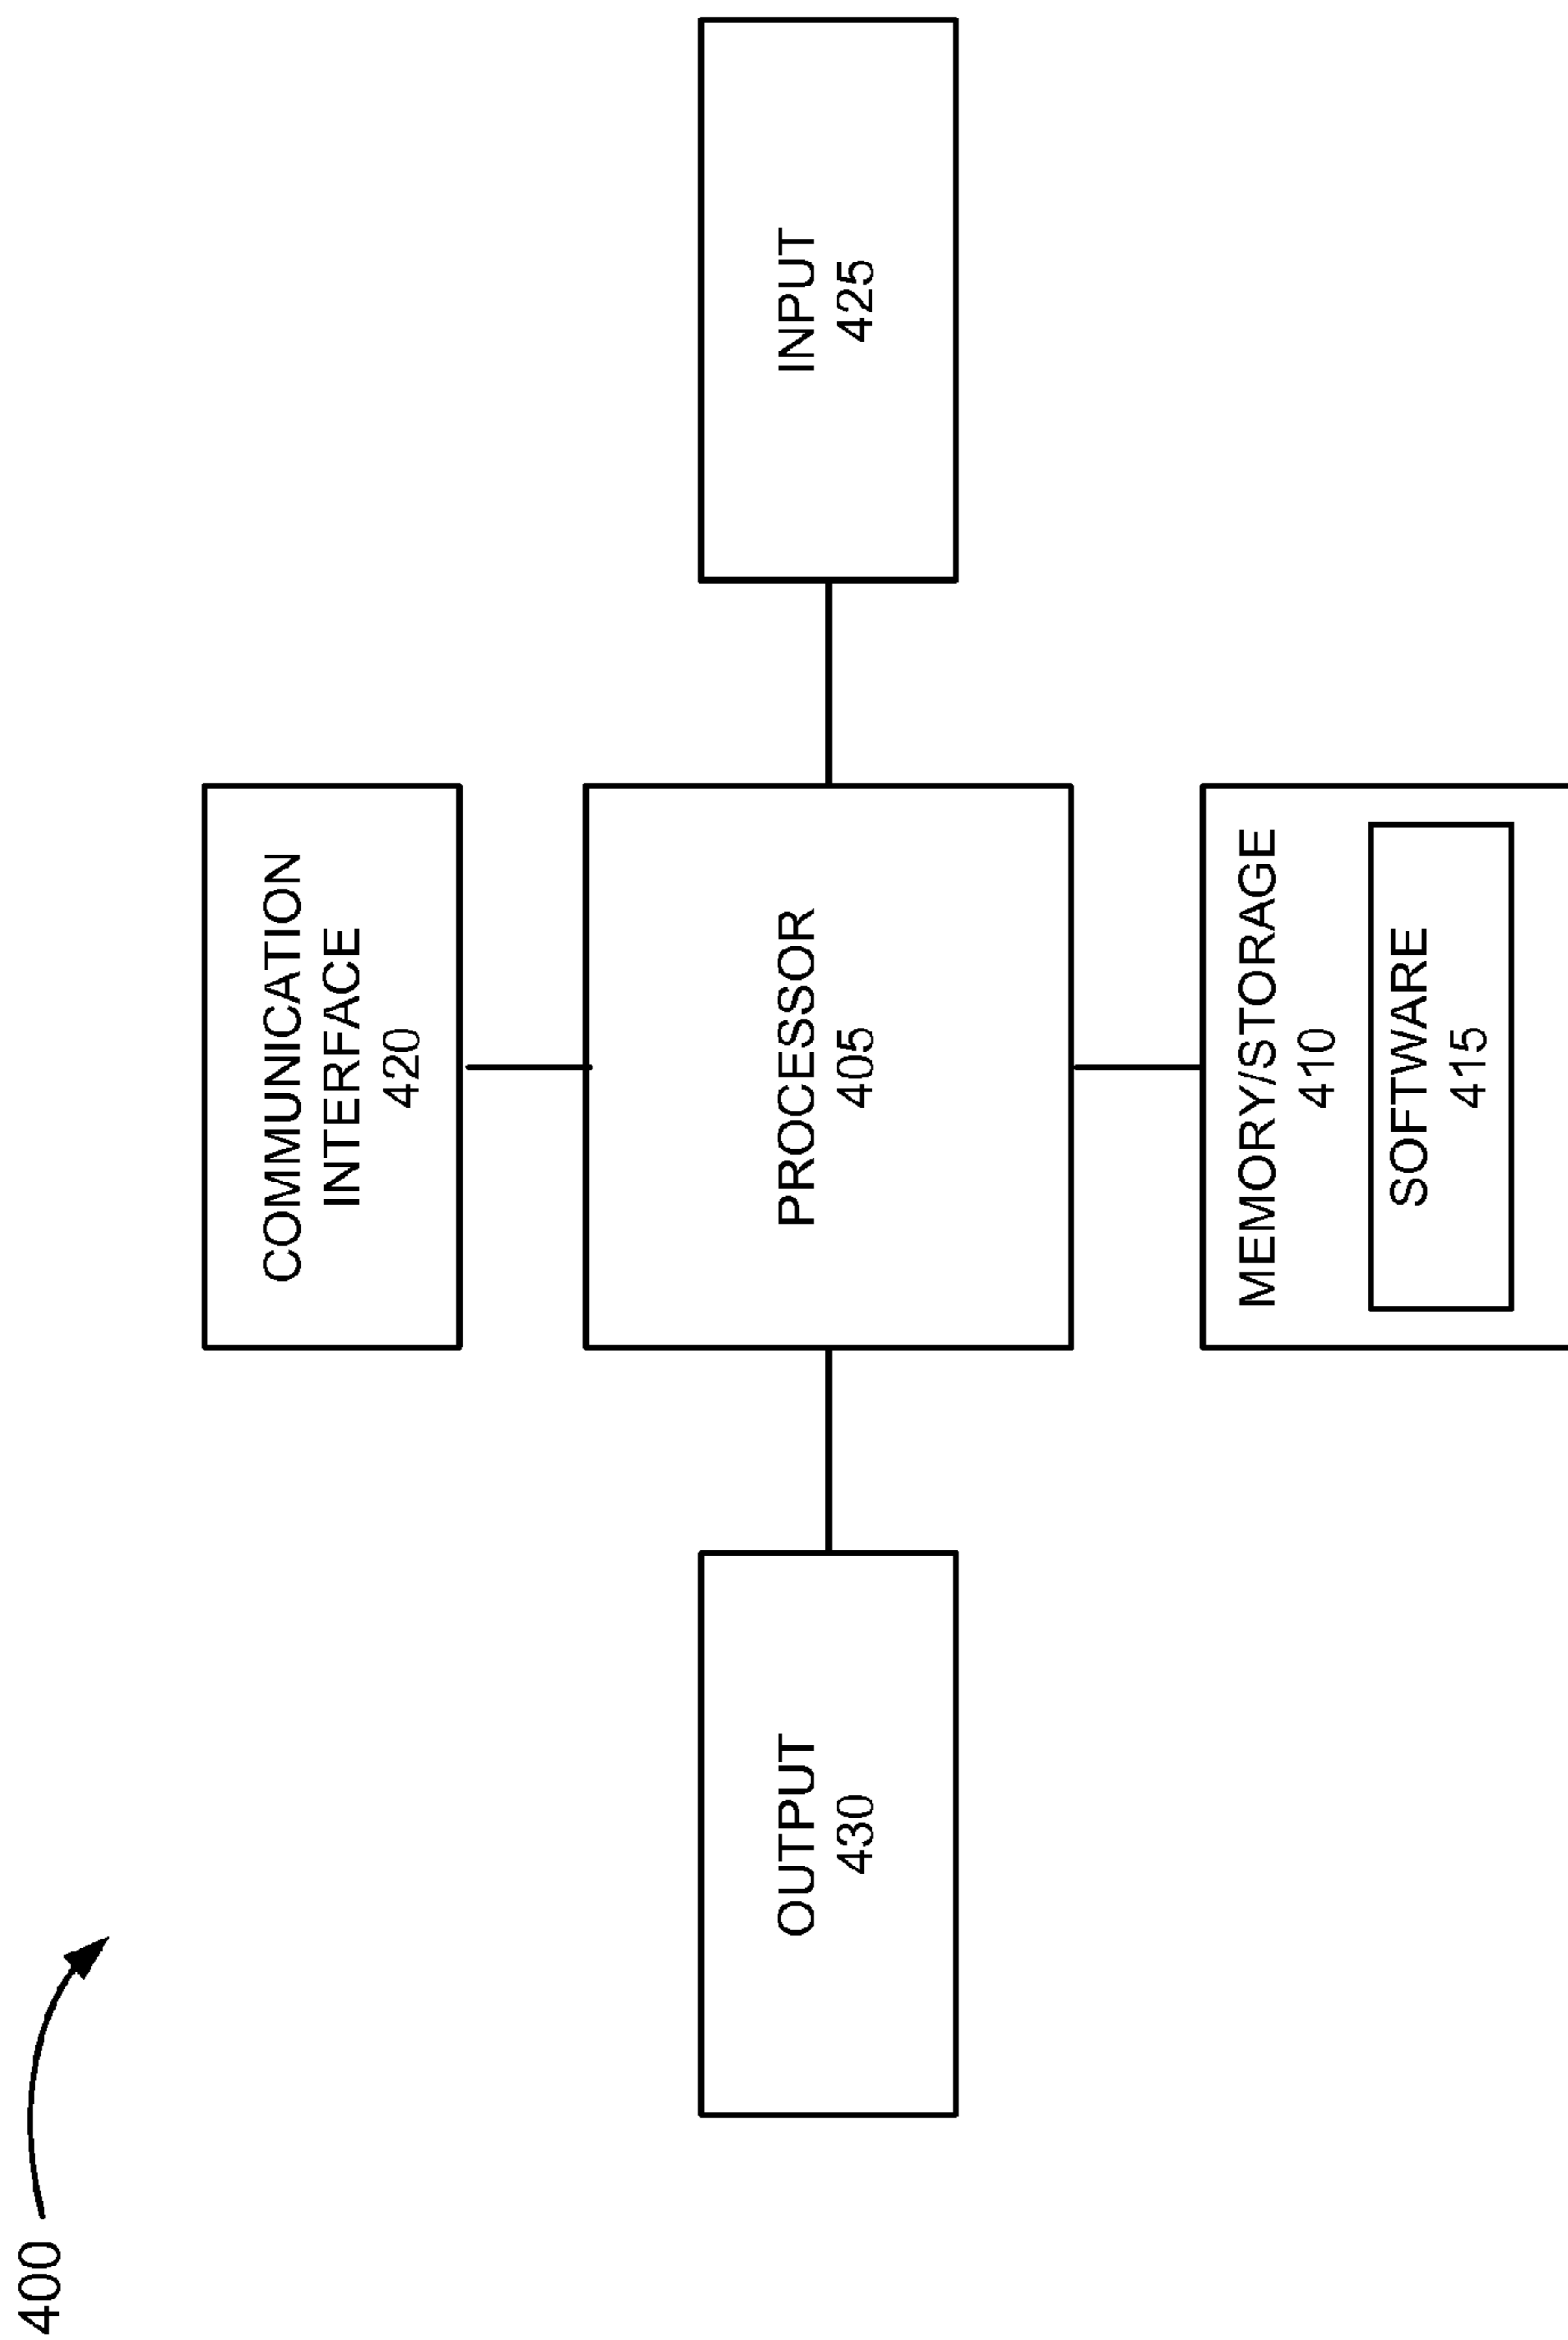 400
COMMUNICATION
INTERFACE
420
OUTPUT
430
PROCESSOR
405
INPUT
425
MEMORY/STORAGE
410
SOFTWARE
415